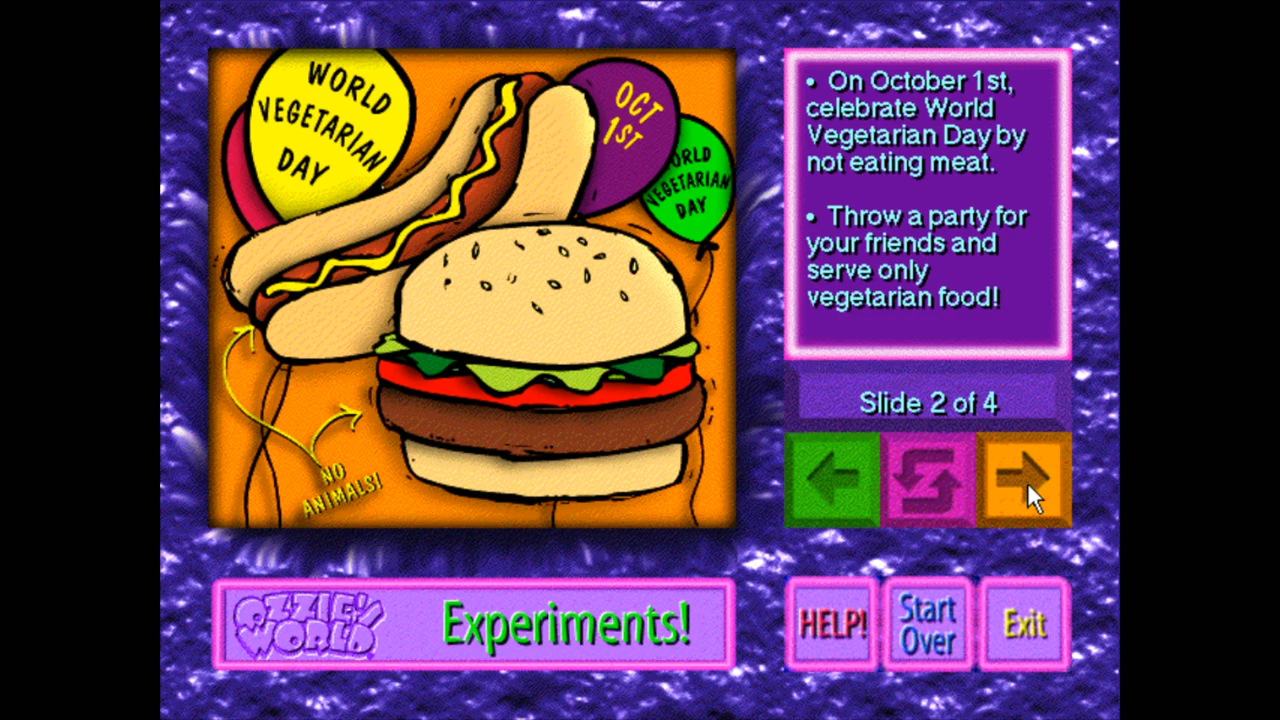 WORLD
VEGETARIAN
DAY
OCT
1ST
ORLD
VEGETARIAN
DAY
NO
ANIMALS!
• On October 1st,
celebrate World
Vegetarian Day by
not eating meat.
• Throw a party for
your friends and
serve only
vegetarian food!
Slide 2 of 4
OZZIE'S
WORLD
Experiments!
HELP!
Start
Over
Exit